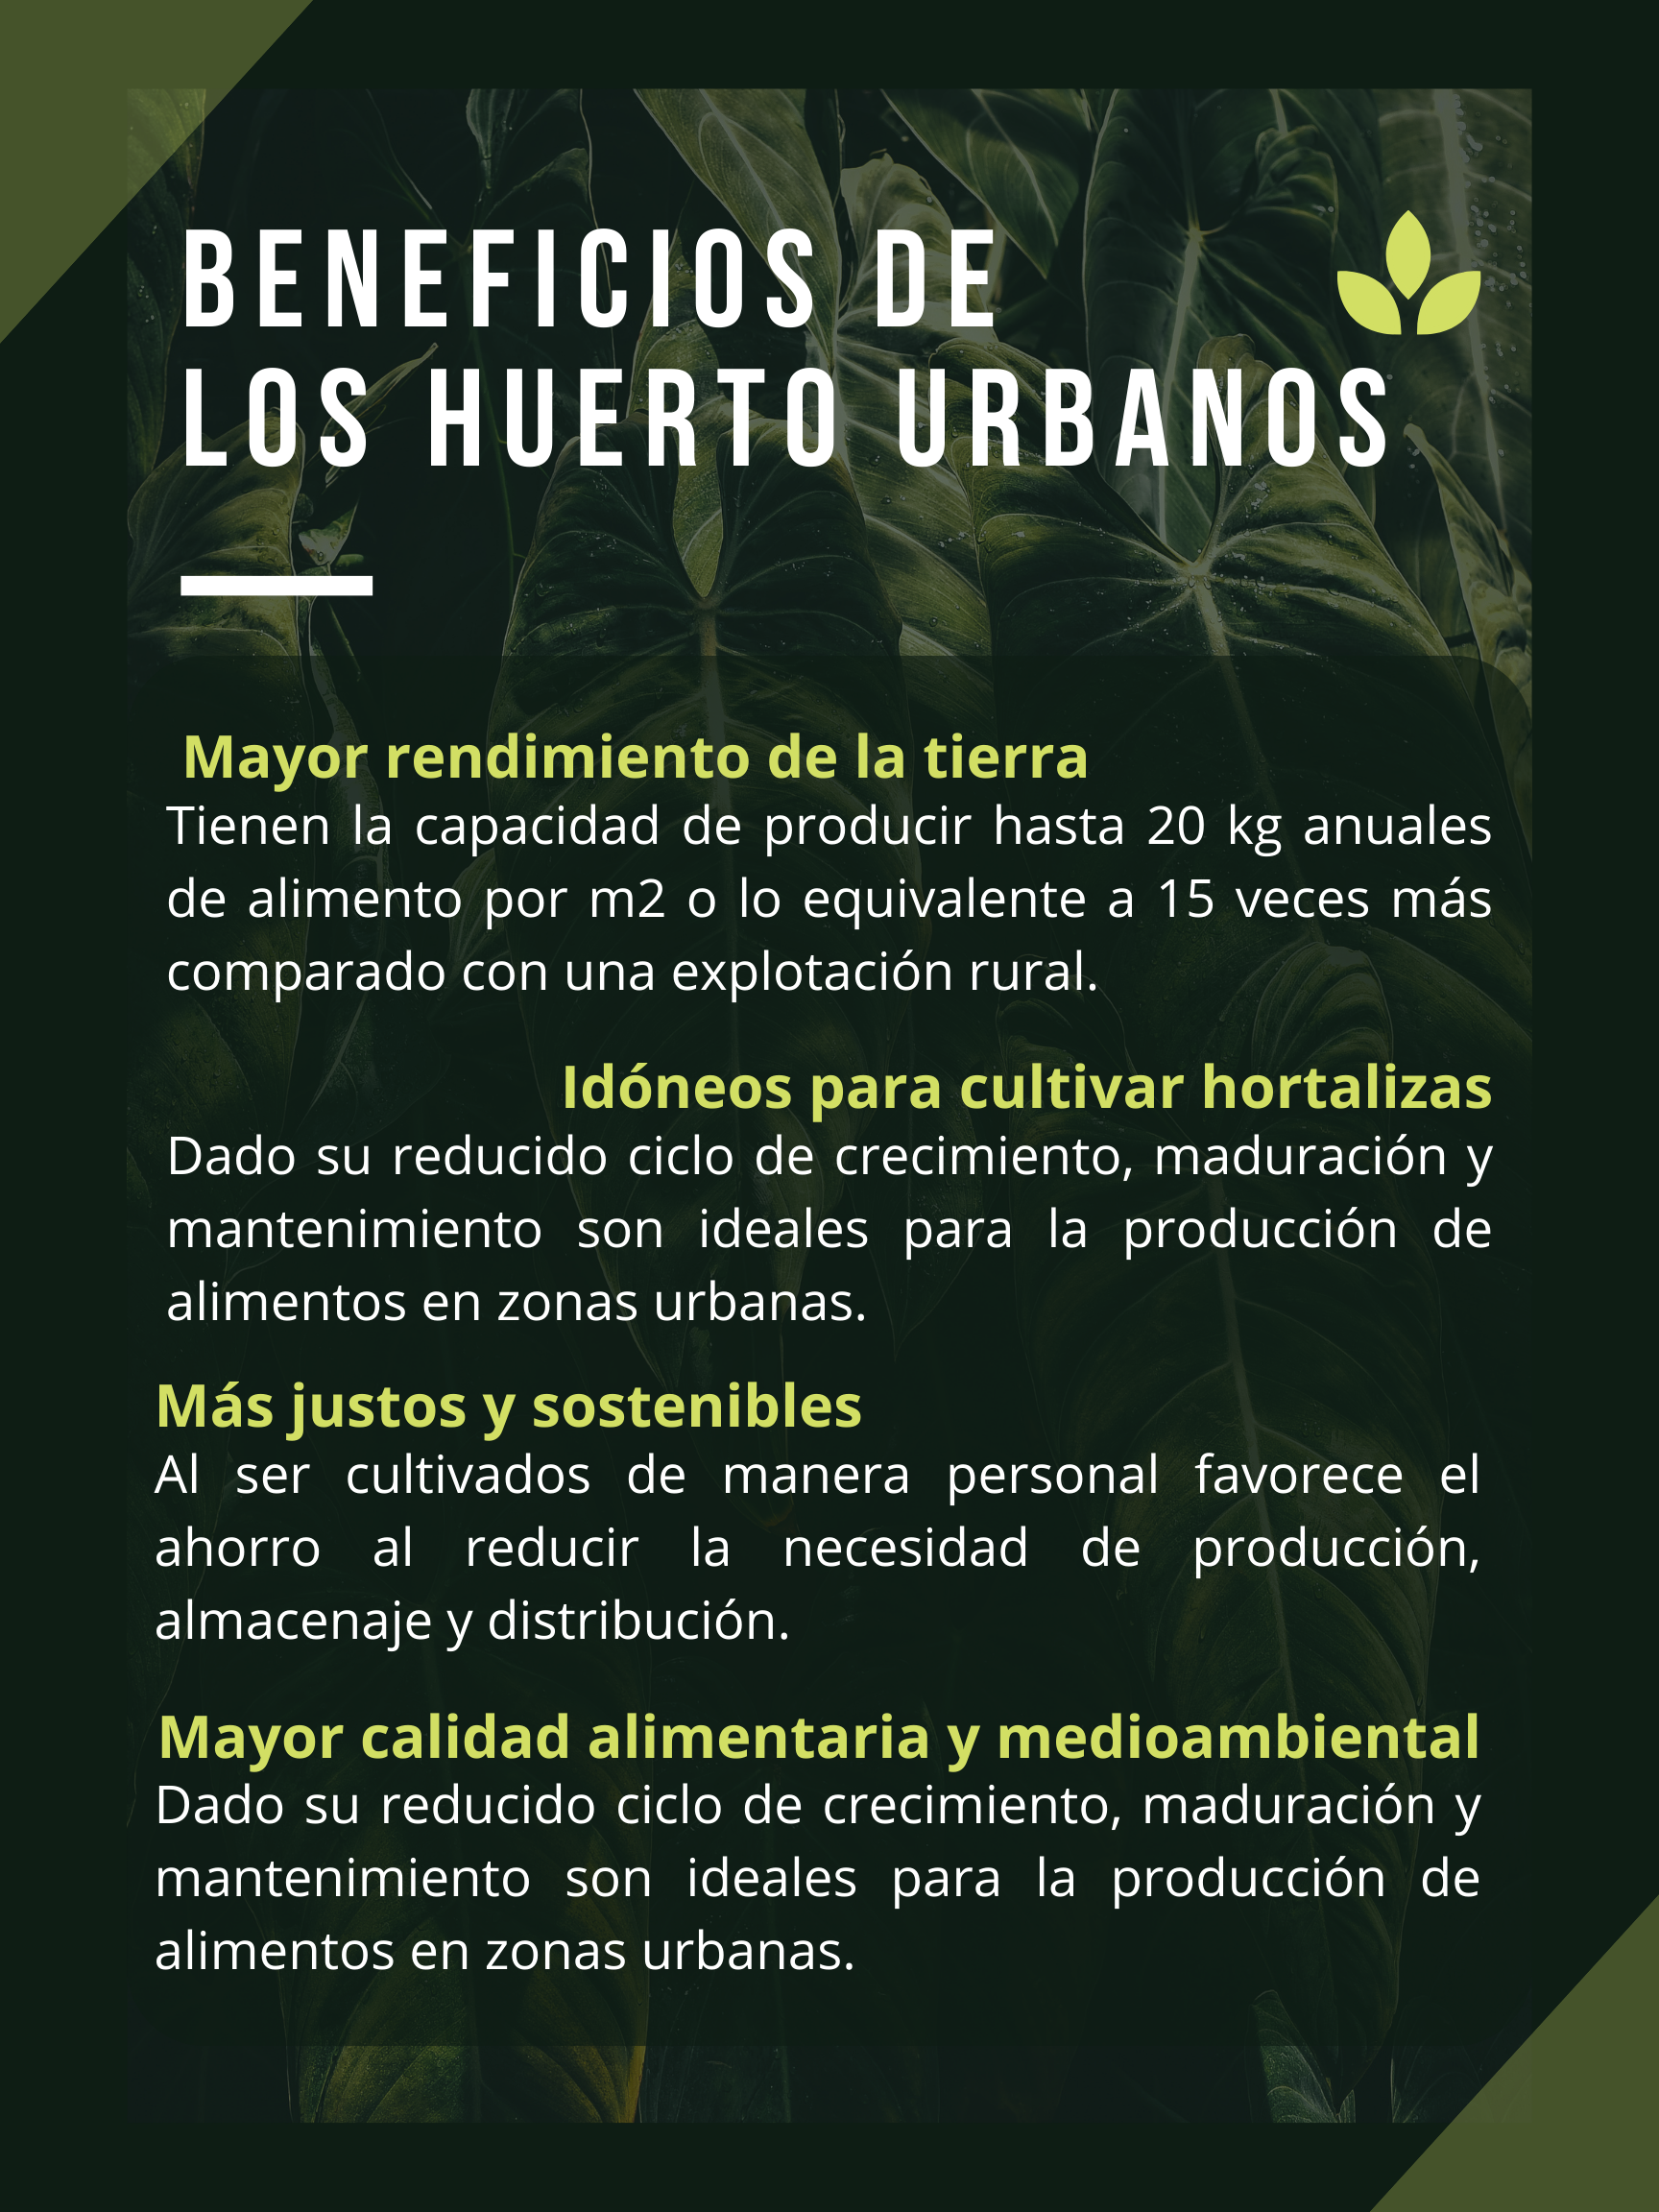 BENEFICIOS DE
LOS HUERTO URBANOS
Mayor rendimiento de la tierra
Tienen la capacidad de producir hasta 20 kg anuales
de alimento por m2 o lo equivalente a 15 veces más
comparado con una explotación rural.
Idóneos para cultivar hortalizas
Dado su reducido ciclo de crecimiento, maduración y
mantenimiento son ideales para la producción de
alimentos en zonas urbanas.
Más justos y sostenibles
Al ser cultivados de manera personal favorece el
ahorro al reducir la necesidad de producción,
almacenaje y distribución.
Mayor calidad alimentaria y medioambiental
Dado su reducido ciclo de crecimiento, maduración y
mantenimiento son ideales para la producción de
alimentos en zonas urbanas.